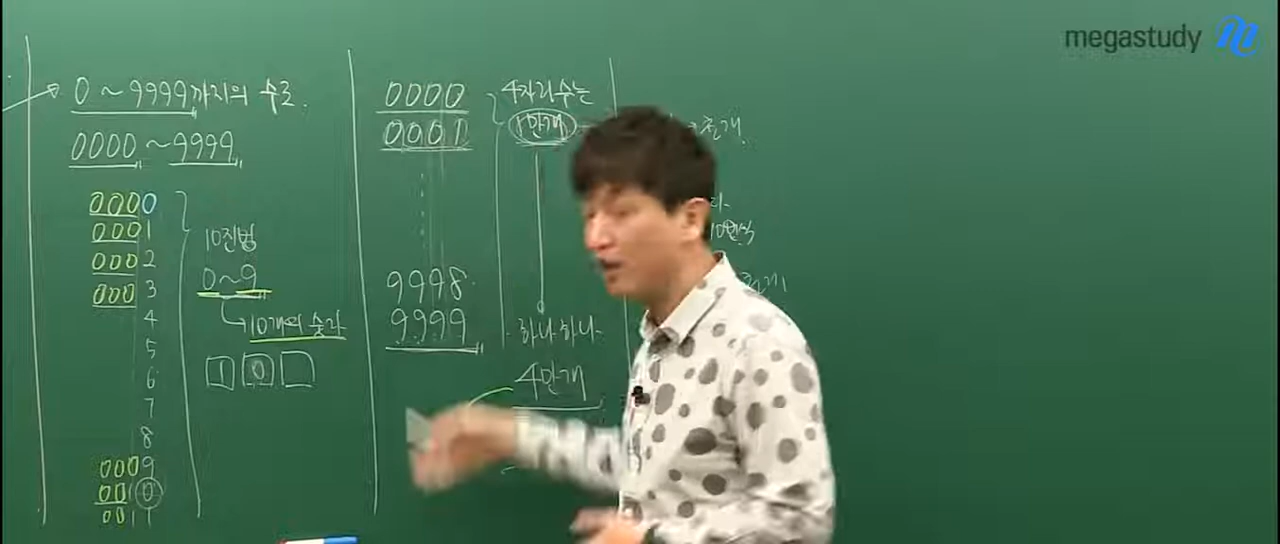 megastudy
0 ~ 9999까지의 수로.
0000 ~ 9999
0000
0001
0002
0003
4
5
6
7
8
0009
0010
0011
10진법
0~9
10개의 숫자
1 0
0000
0001
9998
9999
4자리 수는
1만개
하나하나
4만개